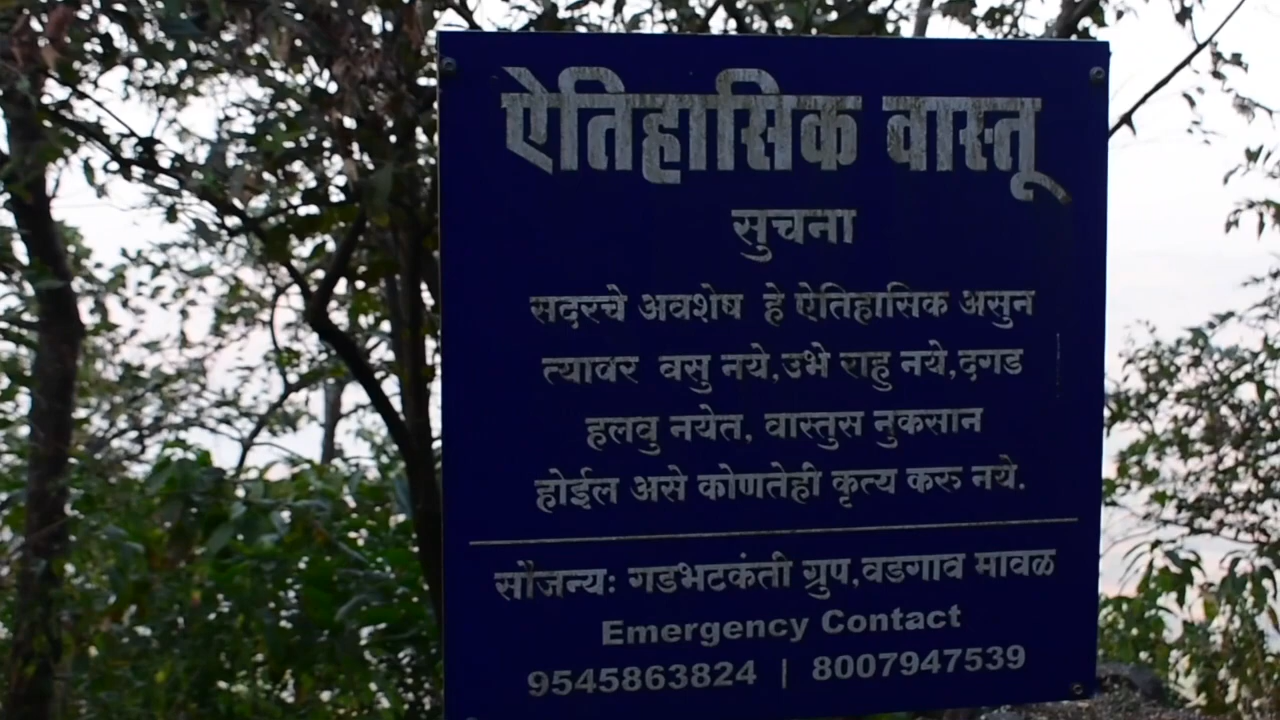 ऐतिहासिक वास्तू
सुचना
सदरचे अवशेष हे ऐतिहासिक असुन
त्यावर वसु नये,उभे राहु नये,दगड
हलवु नयेत, वास्तुस नुकसान
होईल असे कोणतेही कृत्य करु नये.
सौजन्य: गडभटकंती ग्रुप,वडगाव मावळ
Emergency Contact
9545863824 | 8007947539